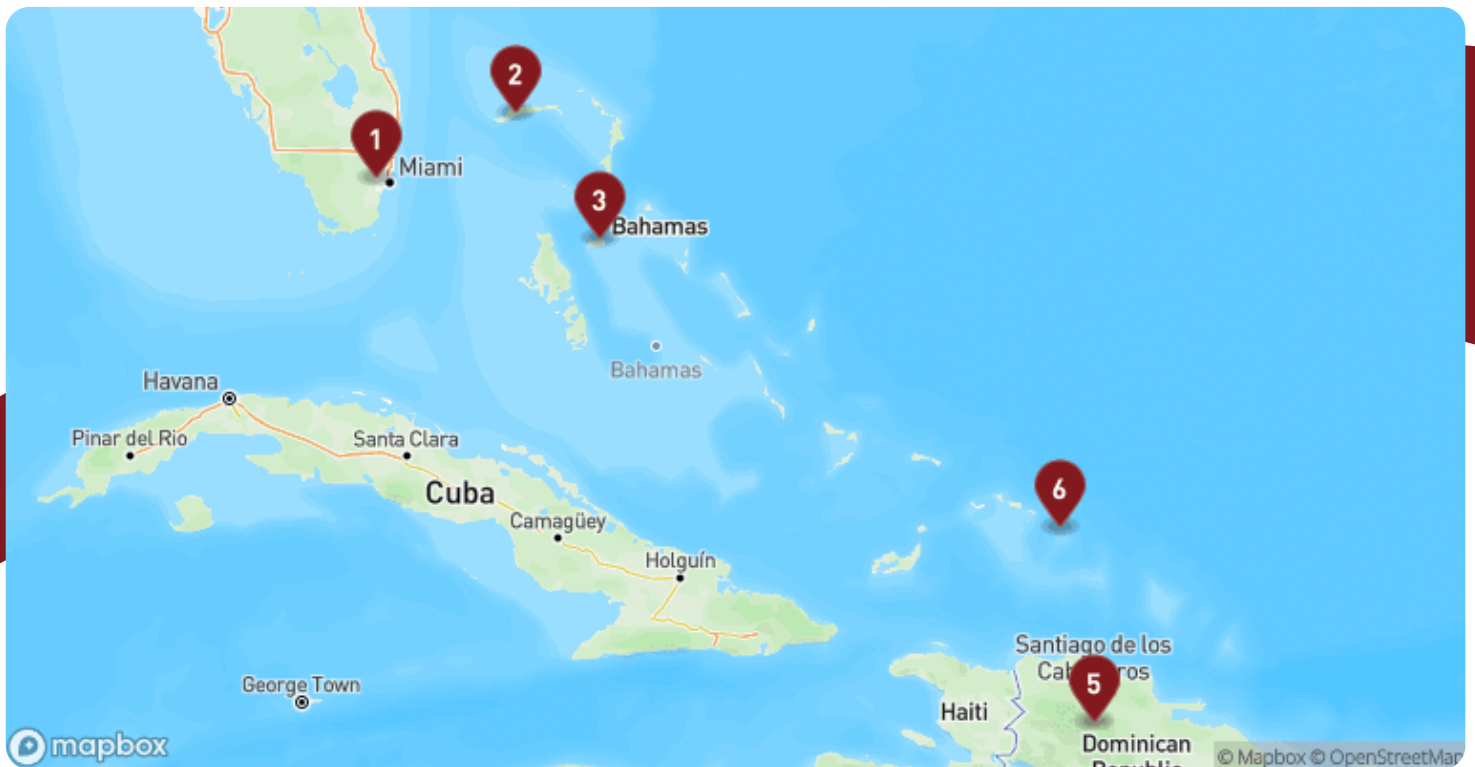 2
1
Miami
3
Bahamas
Bahamas
Havana
Pinar del Rio
Santa Clara
Cuba
6
Camagüey
Holguín
Santiago de los
George Town
5
Haiti
Dominican
mapbox
© Mapbox © OpenStreetMap